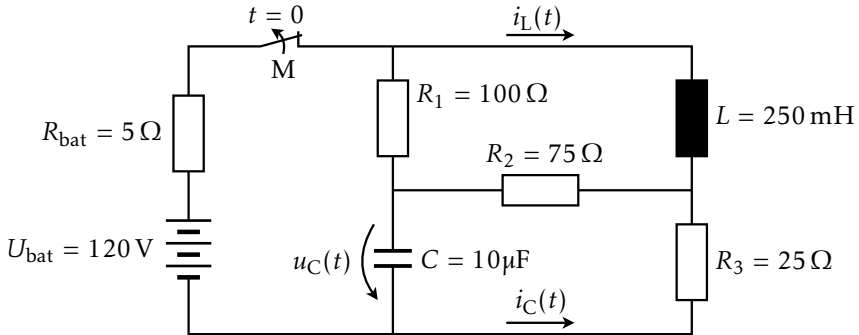 t = 0
i_L(t)
M
R_1 = 100 Ω
R_bat = 5 Ω
L = 250 mH
R_2 = 75 Ω
U_bat = 120 V
u_C(t)
C = 10μF
R_3 = 25 Ω
i_C(t)